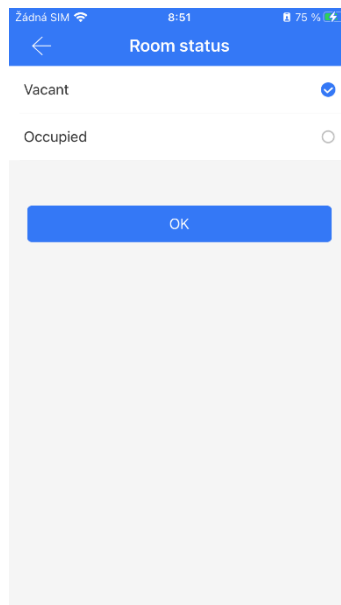 Žádná SIM 8:51 75 %
Room status
Vacant
Occupied
OK